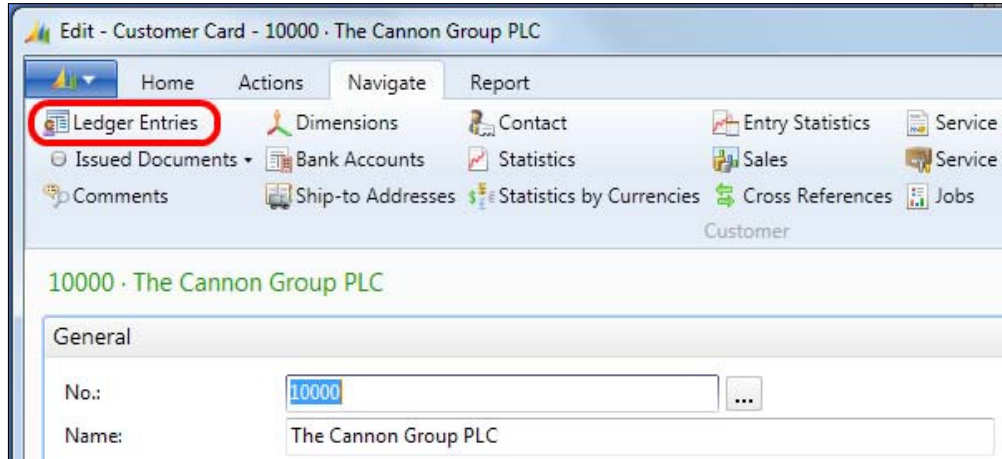 Edit - Customer Card - 10000 · The Cannon Group PLC
Home Actions Navigate Report
Ledger Entries Dimensions Contact Entry Statistics Service
Issued Documents Bank Accounts Statistics Sales Service
Comments Ship-to Addresses Statistics by Currencies Cross References Jobs
Customer
10000 · The Cannon Group PLC
General
No.: 10000 ...
Name: The Cannon Group PLC